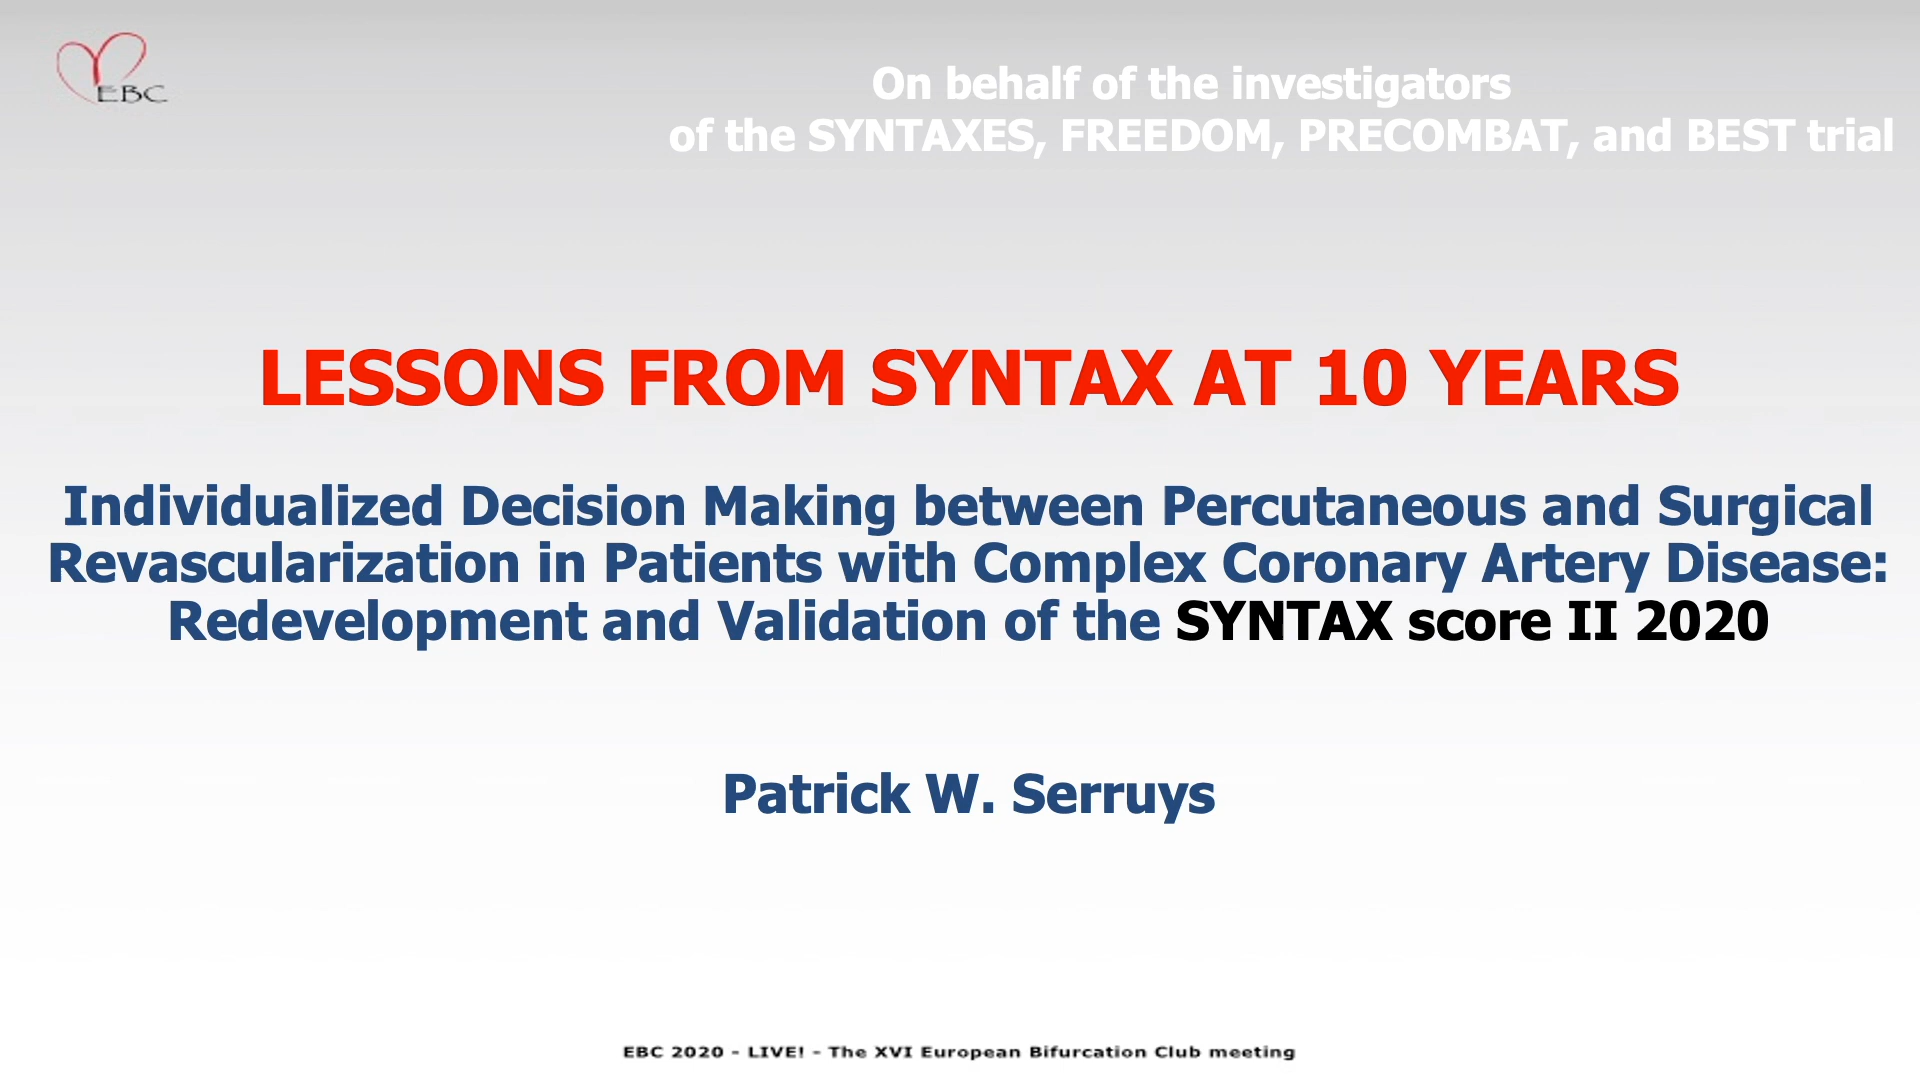 EBC
On behalf of the investigators
of the SYNTAXES, FREEDOM, PRECOMBAT, and BEST trial
LESSONS FROM SYNTAX AT 10 YEARS
Individualized Decision Making between Percutaneous and Surgical
Revascularization in Patients with Complex Coronary Artery Disease:
Redevelopment and Validation of the SYNTAX score II 2020
Patrick W. Serruys
EBC 2020 - LIVE! - The XVI European Bifurcation Club meeting